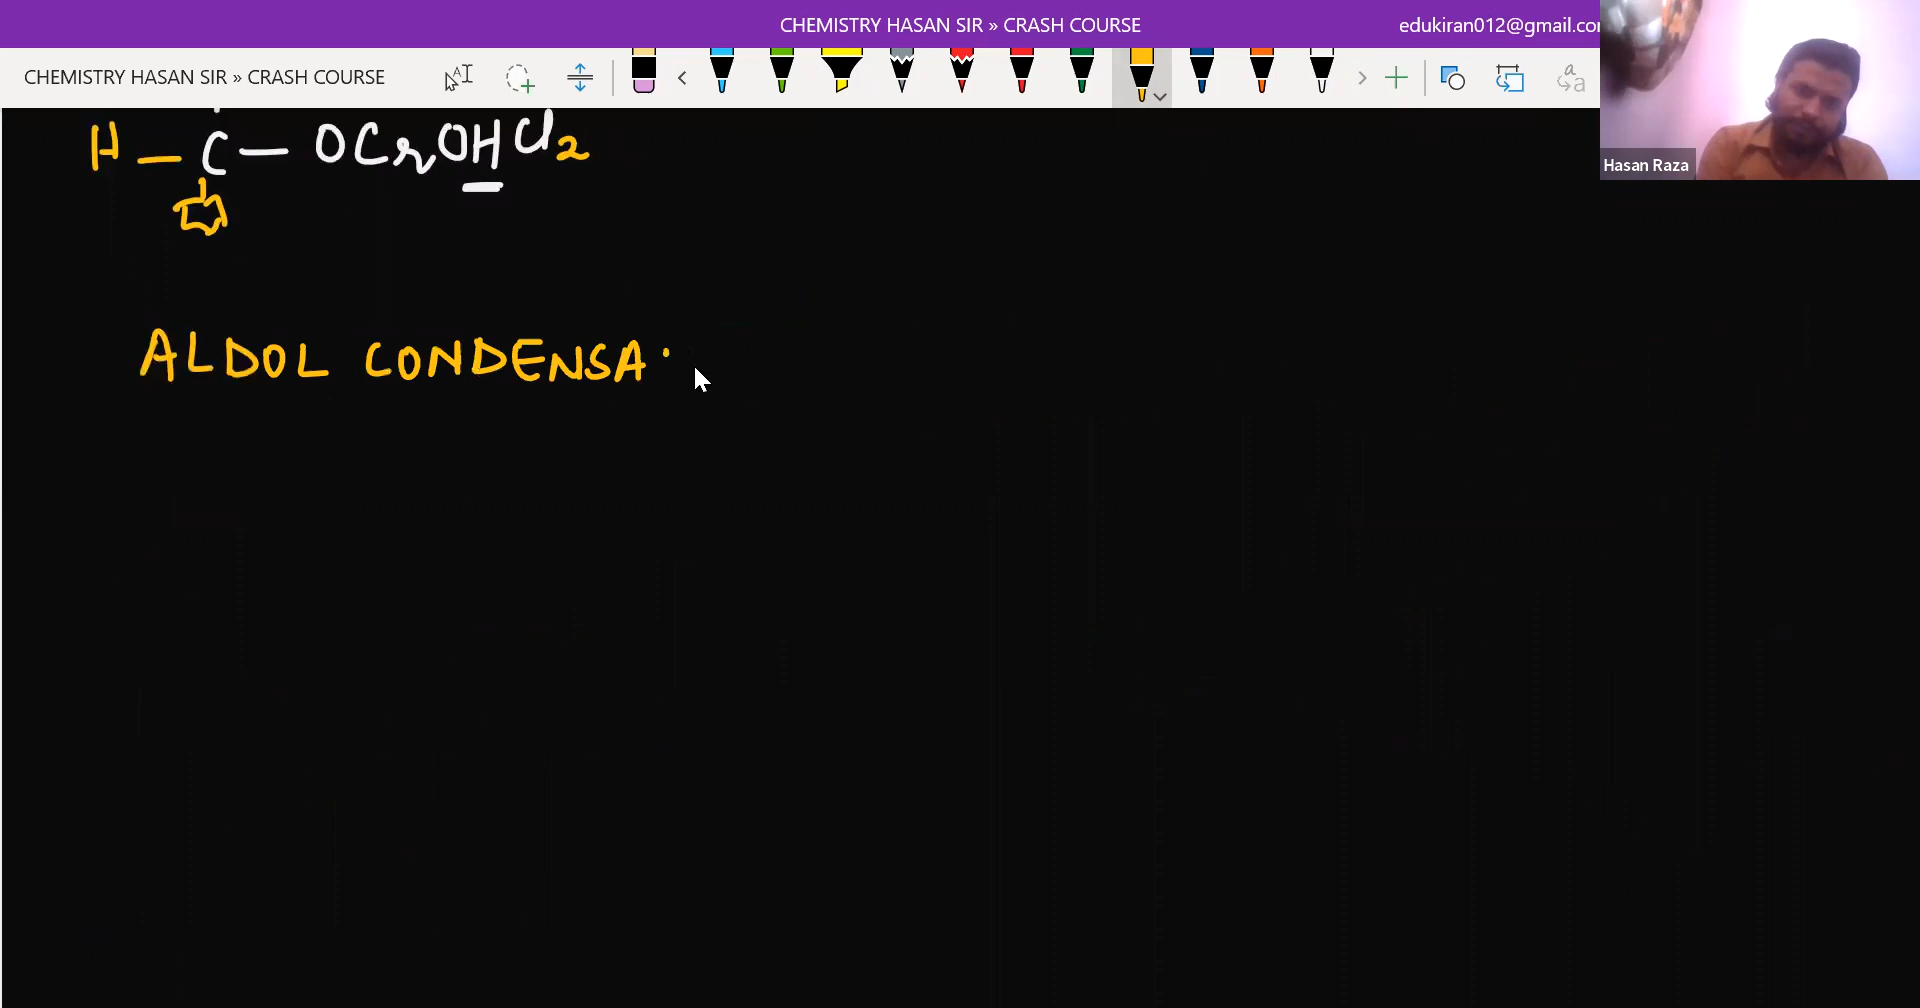 CHEMISTRY HASAN SIR » CRASH COURSE
edukiran012@gmail.co
CHEMISTRY HASAN SIR » CRASH COURSE
Hasan Raza
H — C — OCrOHCl2
ALDOL CONDENSA